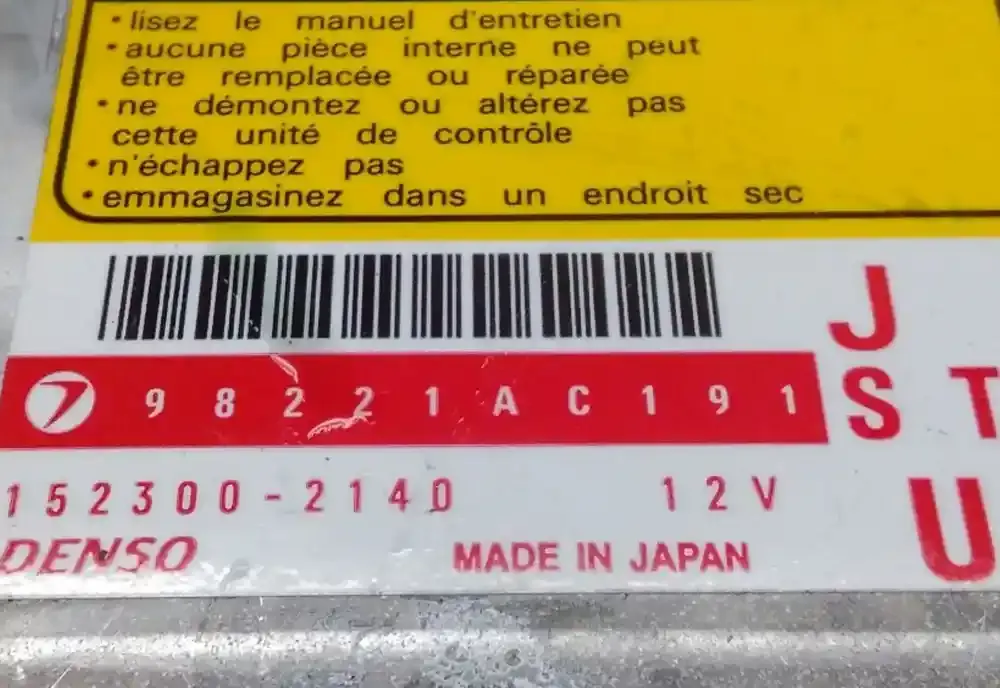 • lisez le manuel d'entretien
• aucune pièce interne ne peut
être remplacée ou réparée
• ne démontez ou altérez pas
cette unité de contrôle
• n'échappez pas
• emmagasinez dans un endroit sec
J
98221AC191
S T
152300-2140 12V
U
DENSO MADE IN JAPAN